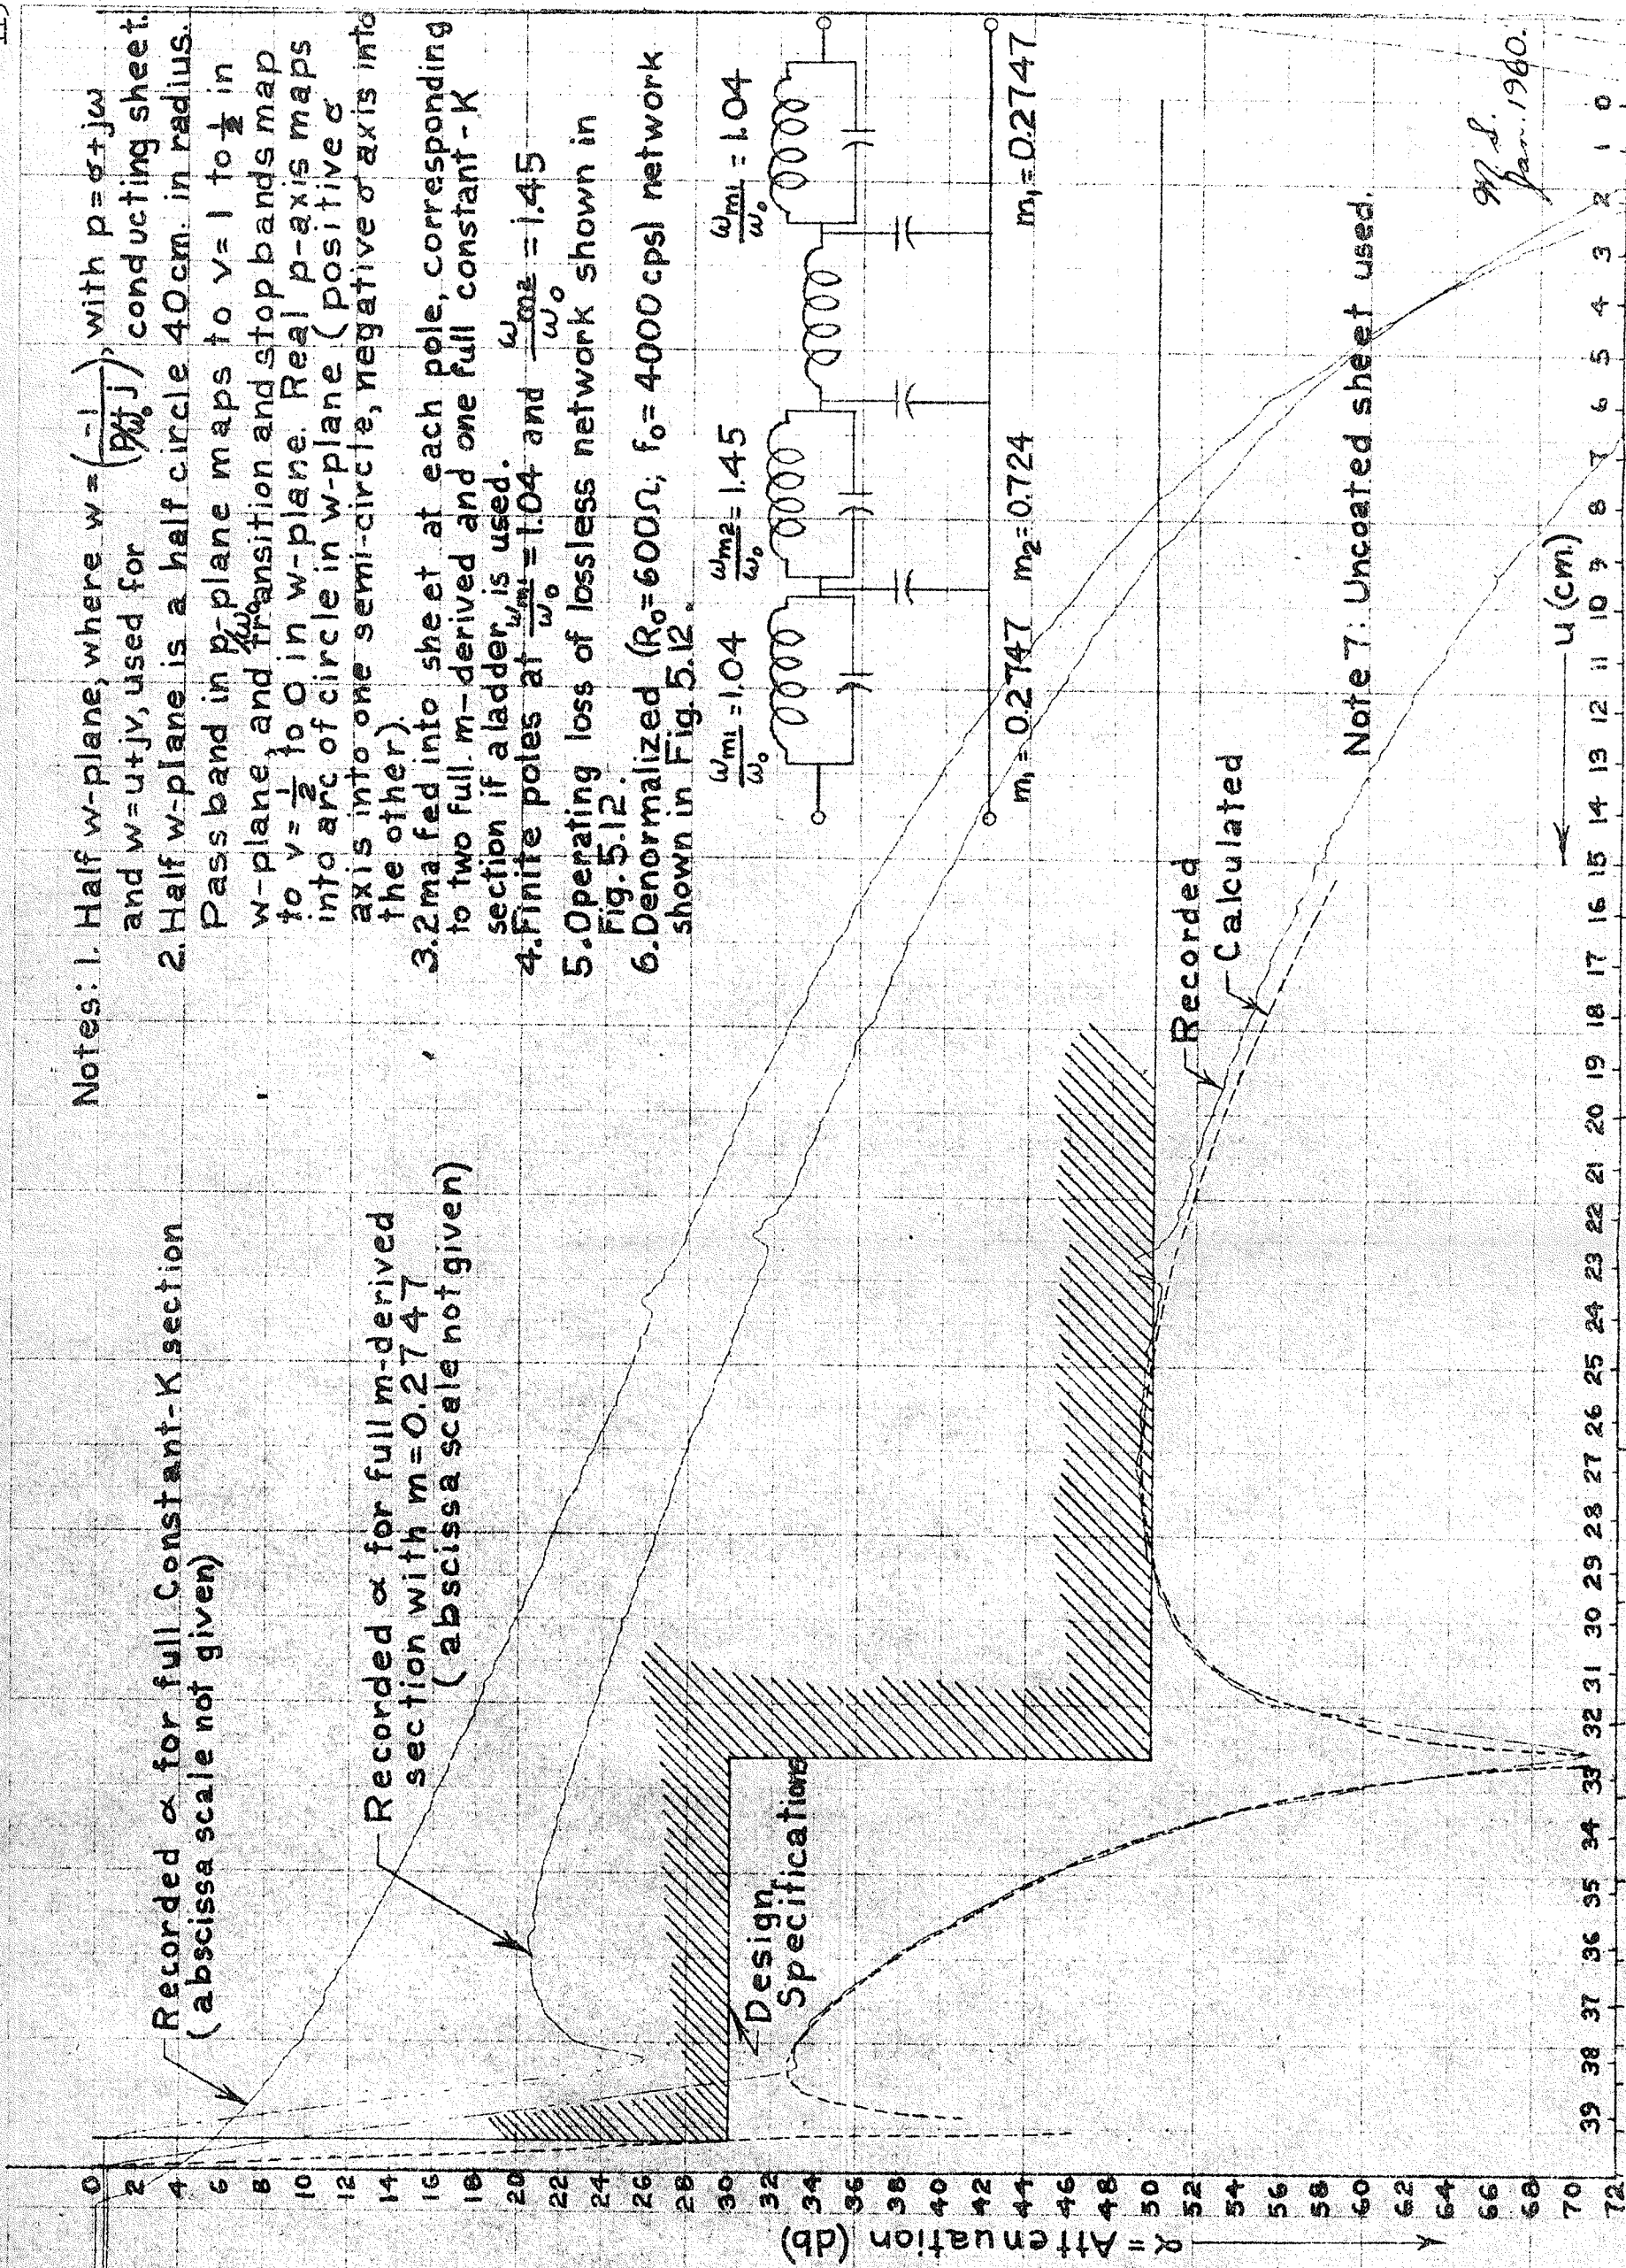 Notes: 1. Half w-plane, where w = (-1 / p/ω₀ j), with p=σ+jω
and w=u+jv, used for conducting sheet.
2. Half w-plane is a half circle 40cm. in radius.
Pass band in p/ω₀-plane maps to v=1 to ½ in
w-plane, and transition and stop bands map
to v=½ to 0 in w-plane. Real p-axis maps
into arc of circle in w-plane (positive σ
axis into one semi-circle, negative σ axis into
the other).
3. 2 ma fed into sheet at each pole, corresponding
to two full m-derived and one full constant-K
section if a ladder is used.
4. Finite poles at ωm1/ω₀ = 1.04 and ωm2/ω₀ = 1.45
5. Operating loss of lossless network shown in
Fig. 5.12.
6. Denormalized (R₀=600Ω, f₀=4000 cps) network
shown in Fig. 5.12.
ωm1/ω₀ = 1.04
ωm2/ω₀ = 1.45
ωm1/ω₀ = 1.04
m₁=0.2747
m₂=0.724
m₁=0.2747
Recorded α for full Constant-K section
(abscissa scale not given)
Recorded α for full m-derived
section with m=0.2747
(abscissa scale not given)
Design
Specifications
Recorded
Calculated
Note 7: Uncoated sheet used.
M.S.
Jan. 1960.
α = Attenuation (db)
0
2
4
6
8
10
12
14
16
18
20
22
24
26
28
30
32
34
36
38
40
42
44
46
48
50
52
54
56
58
60
62
64
66
68
70
72
39 38 37 36 35 34 33 32 31 30 29 28 27 26 25 24 23 22 21 20 19 18 17 16 15 14 13 12 11 10 9 8 7 6 5 4 3 2 1 0
u (cm.)